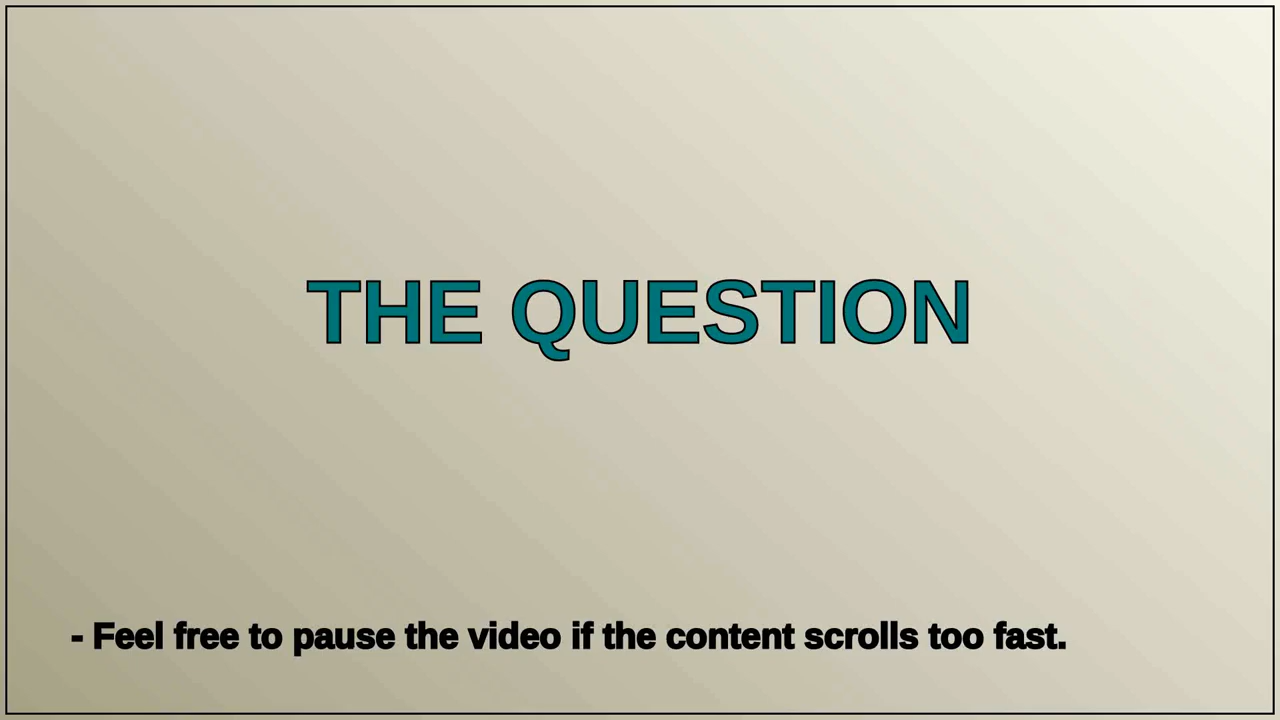 THE QUESTION
- Feel free to pause the video if the content scrolls too fast.